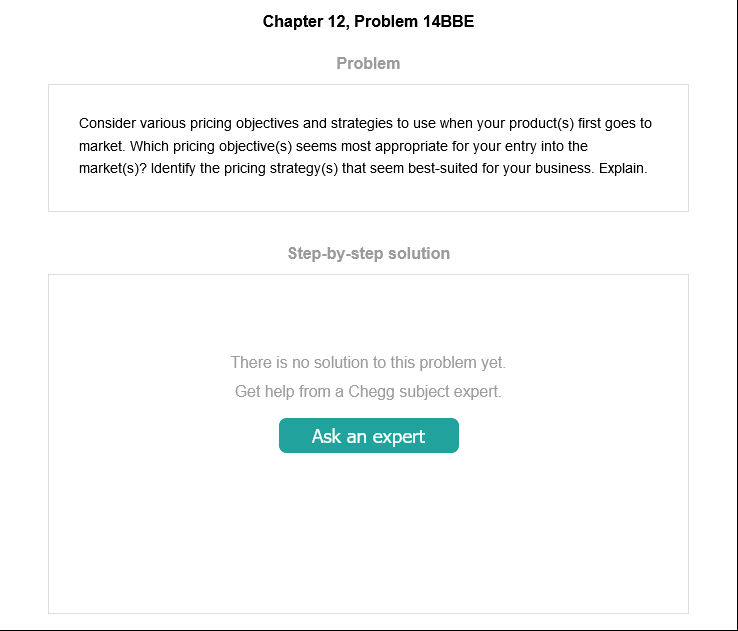 Chapter 12, Problem 14BBE
Problem
Consider various pricing objectives and strategies to use when your product(s) first goes to
market. Which pricing objective(s) seems most appropriate for your entry into the
market(s)? Identify the pricing strategy(s) that seem best-suited for your business. Explain.
Step-by-step solution
There is no solution to this problem yet.
Get help from a Chegg subject expert.
Ask an expert